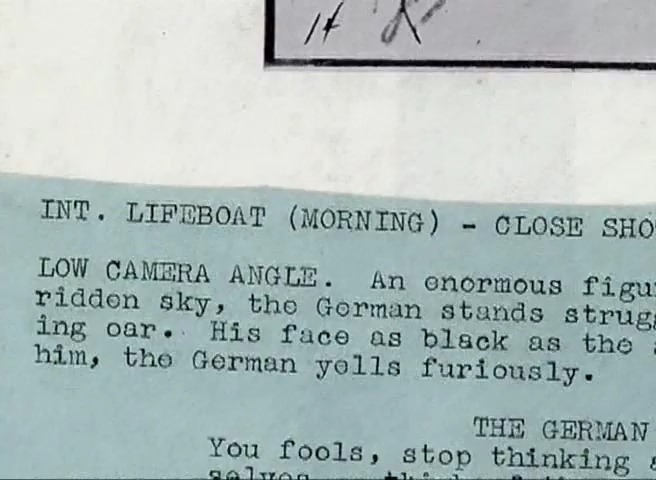 INT. LIFEBOAT (MORNING) - CLOSE SHO
LOW CAMERA ANGLE. An enormous figu
ridden sky, the German stands strug
ing oar. His face as black as the
him, the German yells furiously.
THE GERMAN
You fools, stop thinking